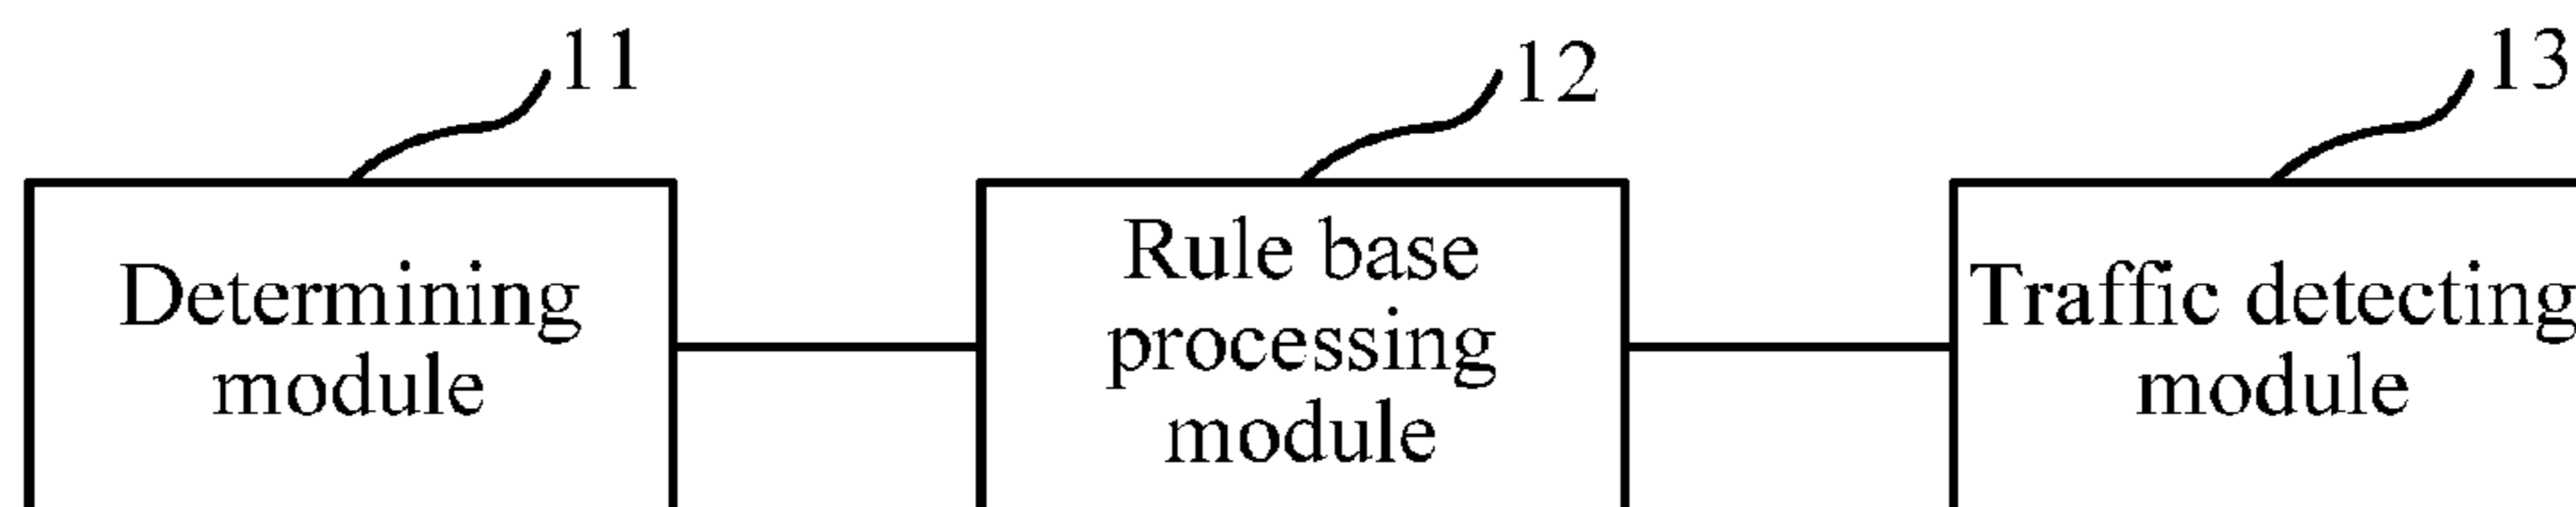 11
12
13
Determining
module
Rule base
processing
module
Traffic detecting
module